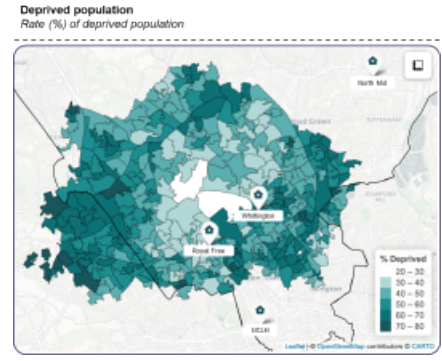 Deprived population
Rate (%) of deprived population
North Mid
TOTTENHAM
Whittington
Royal Free
UCLH
% Deprived
20 – 30
30 – 40
40 – 50
50 – 60
60 – 70
70 – 80
Leaflet | © OpenStreetMap contributors © CARTO